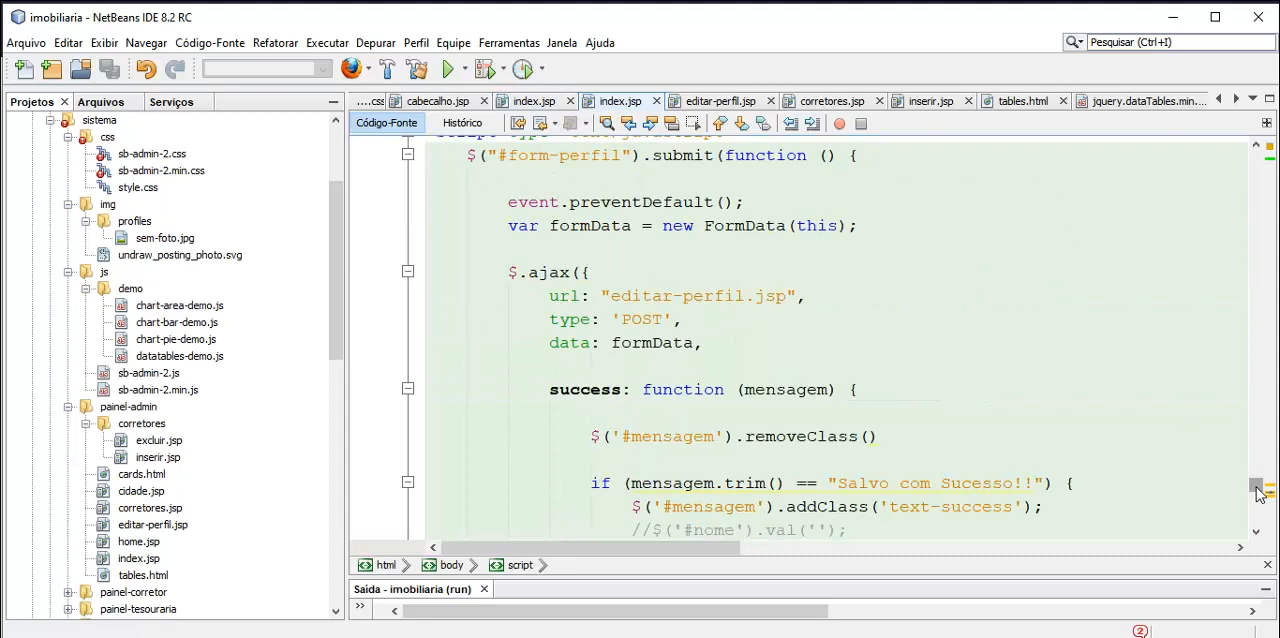 imobiliaria - NetBeans IDE 8.2 RC
Arquivo Editar Exibir Navegar Código-Fonte Refatorar Executar Depurar Perfil Equipe Ferramentas Janela Ajuda
Pesquisar (Ctrl+I)
Projetos Arquivos Serviços
....css cabecalho.jsp index.jsp index.jsp editar-perfil.jsp corretores.jsp inserir.jsp tables.html jquery.dataTables.min....
Código-Fonte Histórico
sistema
css
sb-admin-2.css
sb-admin-2.min.css
style.css
img
profiles
sem-foto.jpg
undraw_posting_photo.svg
js
demo
chart-area-demo.js
chart-bar-demo.js
chart-pie-demo.js
datatables-demo.js
sb-admin-2.js
sb-admin-2.min.js
painel-admin
corretores
excluir.jsp
inserir.jsp
cards.html
cidade.jsp
corretores.jsp
editar-perfil.jsp
home.jsp
index.jsp
tables.html
painel-corretor
painel-tesouraria
$("#form-perfil").submit(function () {
event.preventDefault();
var formData = new FormData(this);
$.ajax({
url: "editar-perfil.jsp",
type: 'POST',
data: formData,
success: function (mensagem) {
$('#mensagem').removeClass()
if (mensagem.trim() == "Salvo com Sucesso!!") {
$('#mensagem').addClass('text-success');
//$('#nome').val('');
html body script
Saída - imobiliaria (run)
2